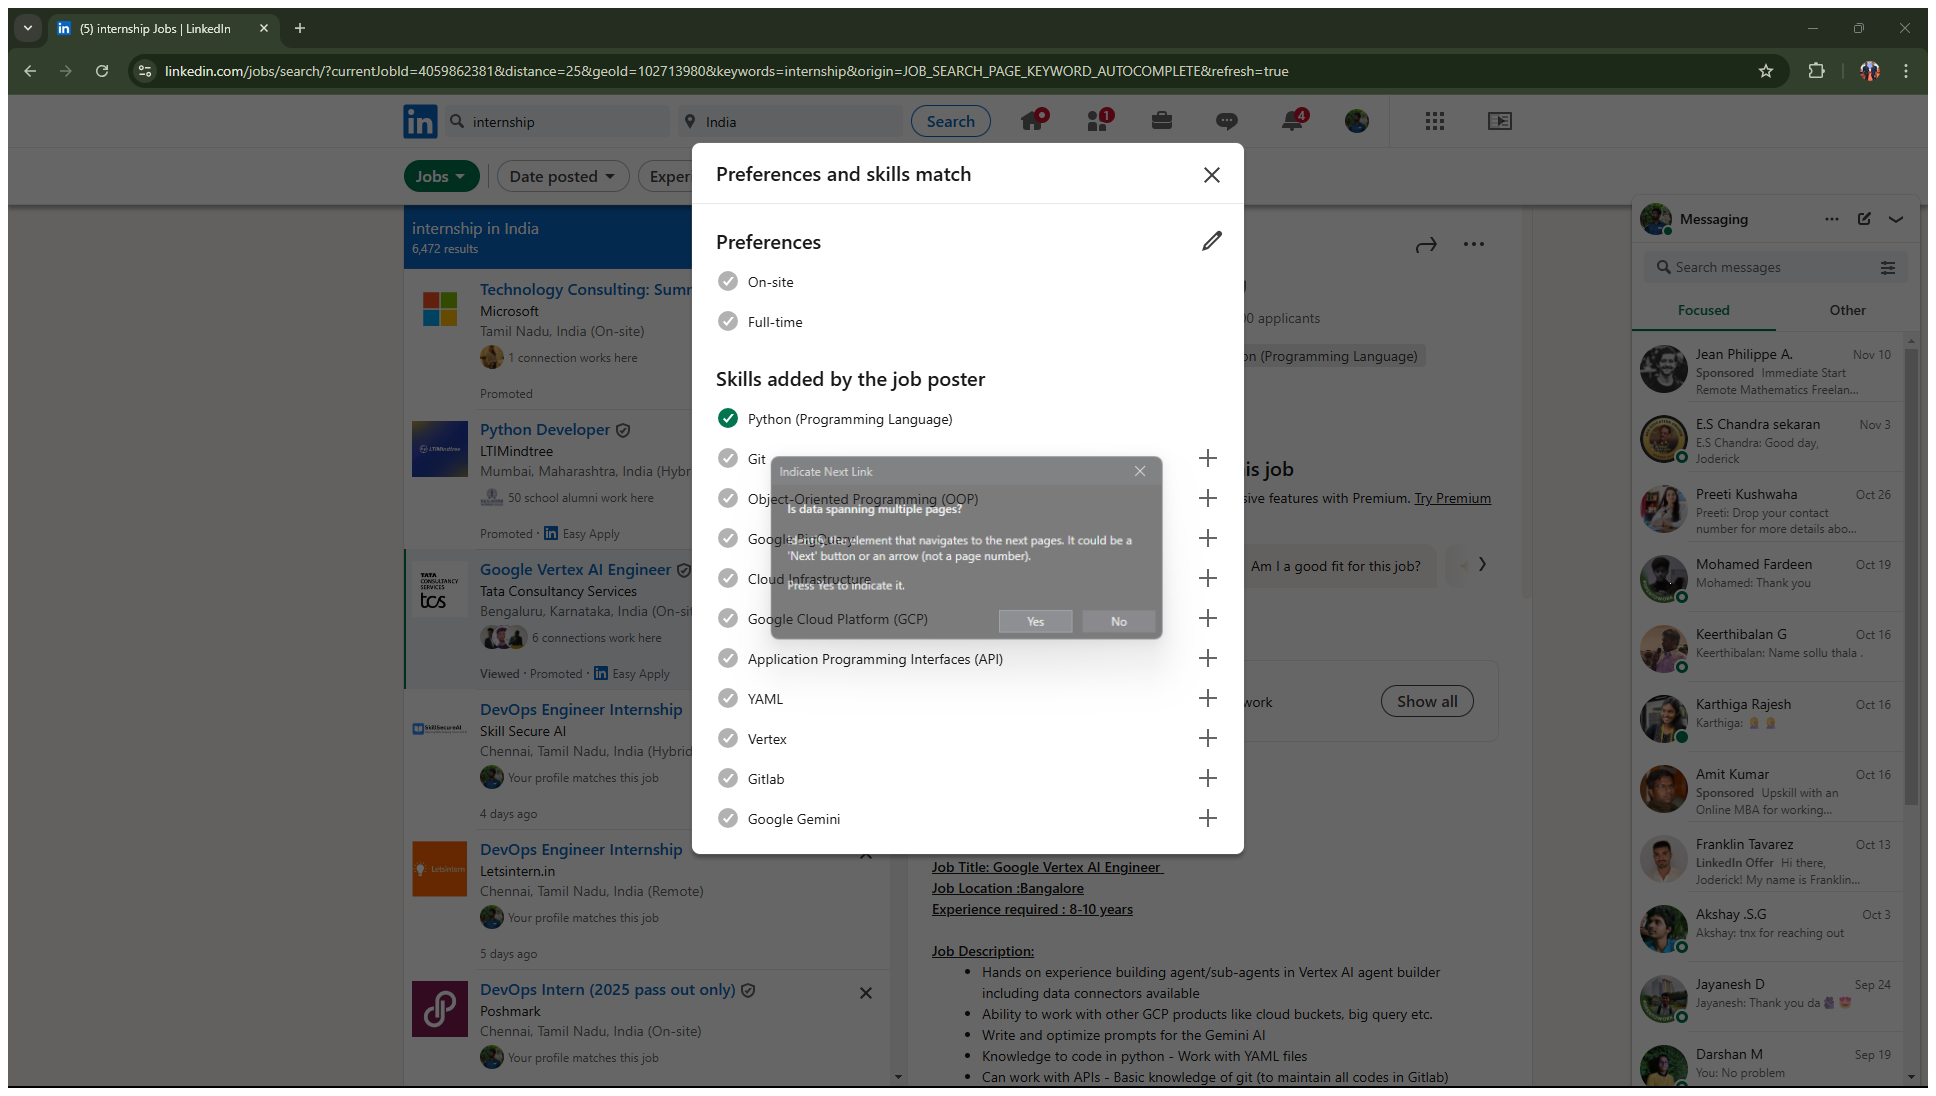 (5) internship Jobs | LinkedIn
linkedin.com/jobs/search/?currentJobId=4059862381&distance=25&geoId=102713980&keywords=internship&origin=JOB_SEARCH_PAGE_KEYWORD_AUTOCOMPLETE&refresh=true
in
internship
India
Search
1
4
Jobs
Date posted
Exper
internship in India
6,472 results
Technology Consulting: Sumr
Microsoft
Tamil Nadu, India (On-site)
1 connection works here
Promoted
LTIMindtree
Python Developer
LTIMindtree
Mumbai, Maharashtra, India (Hybr
50 school alumni work here
Promoted · Easy Apply
TATA
CONSULTANCY
SERVICES
tcs
Google Vertex AI Engineer
Tata Consultancy Services
Bengaluru, Karnataka, India (On-sit
6 connections work here
Viewed · Promoted · Easy Apply
SkillSecureAI
DevOps Engineer Internship
Skill Secure AI
Chennai, Tamil Nadu, India (Hybrid
Your profile matches this job
4 days ago
Letsintern
DevOps Engineer Internship
Letsintern.in
Chennai, Tamil Nadu, India (Remote)
Your profile matches this job
5 days ago
DevOps Intern (2025 pass out only)
Poshmark
Chennai, Tamil Nadu, India (On-site)
Your profile matches this job
Preferences and skills match
Preferences
On-site
Full-time
Skills added by the job poster
Python (Programming Language)
Git
Object-Oriented Programming (OOP)
Google BigQuery
Cloud Infrastructure
Google Cloud Platform (GCP)
Application Programming Interfaces (API)
YAML
Vertex
Gitlab
Google Gemini
Indicate Next Link
Is data spanning multiple pages?
Identify the element that navigates to the next pages. It could be a
'Next' button or an arrow (not a page number).
Press Yes to indicate it.
Yes
No
00 applicants
on (Programming Language)
is job
sive features with Premium. Try Premium
Am I a good fit for this job?
work
Show all
Job Title: Google Vertex AI Engineer
Job Location :Bangalore
Experience required : 8-10 years
Job Description:
• Hands on experience building agent/sub-agents in Vertex AI agent builder
including data connectors available
• Ability to work with other GCP products like cloud buckets, big query etc.
• Write and optimize prompts for the Gemini AI
• Knowledge to code in python - Work with YAML files
• Can work with APIs - Basic knowledge of git (to maintain all codes in Gitlab)
Messaging
Search messages
Focused
Other
Jean Philippe A.
Nov 10
Sponsored Immediate Start
Remote Mathematics Freelan...
E.S Chandra sekaran
Nov 3
E.S Chandra: Good day,
Joderick
Preeti Kushwaha
Oct 26
Preeti: Drop your contact
number for more details abo...
Mohamed Fardeen
Oct 19
Mohamed: Thank you
Keerthibalan G
Oct 16
Keerthibalan: Name sollu thala .
Karthiga Rajesh
Oct 16
Karthiga:
Amit Kumar
Oct 16
Sponsored Upskill with an
Online MBA for working...
Franklin Tavarez
Oct 13
LinkedIn Offer Hi there,
Joderick! My name is Franklin...
Akshay .S.G
Oct 3
Akshay: tnx for reaching out
Jayanesh D
Sep 24
Jayanesh: Thank you da
Darshan M
Sep 19
You: No problem